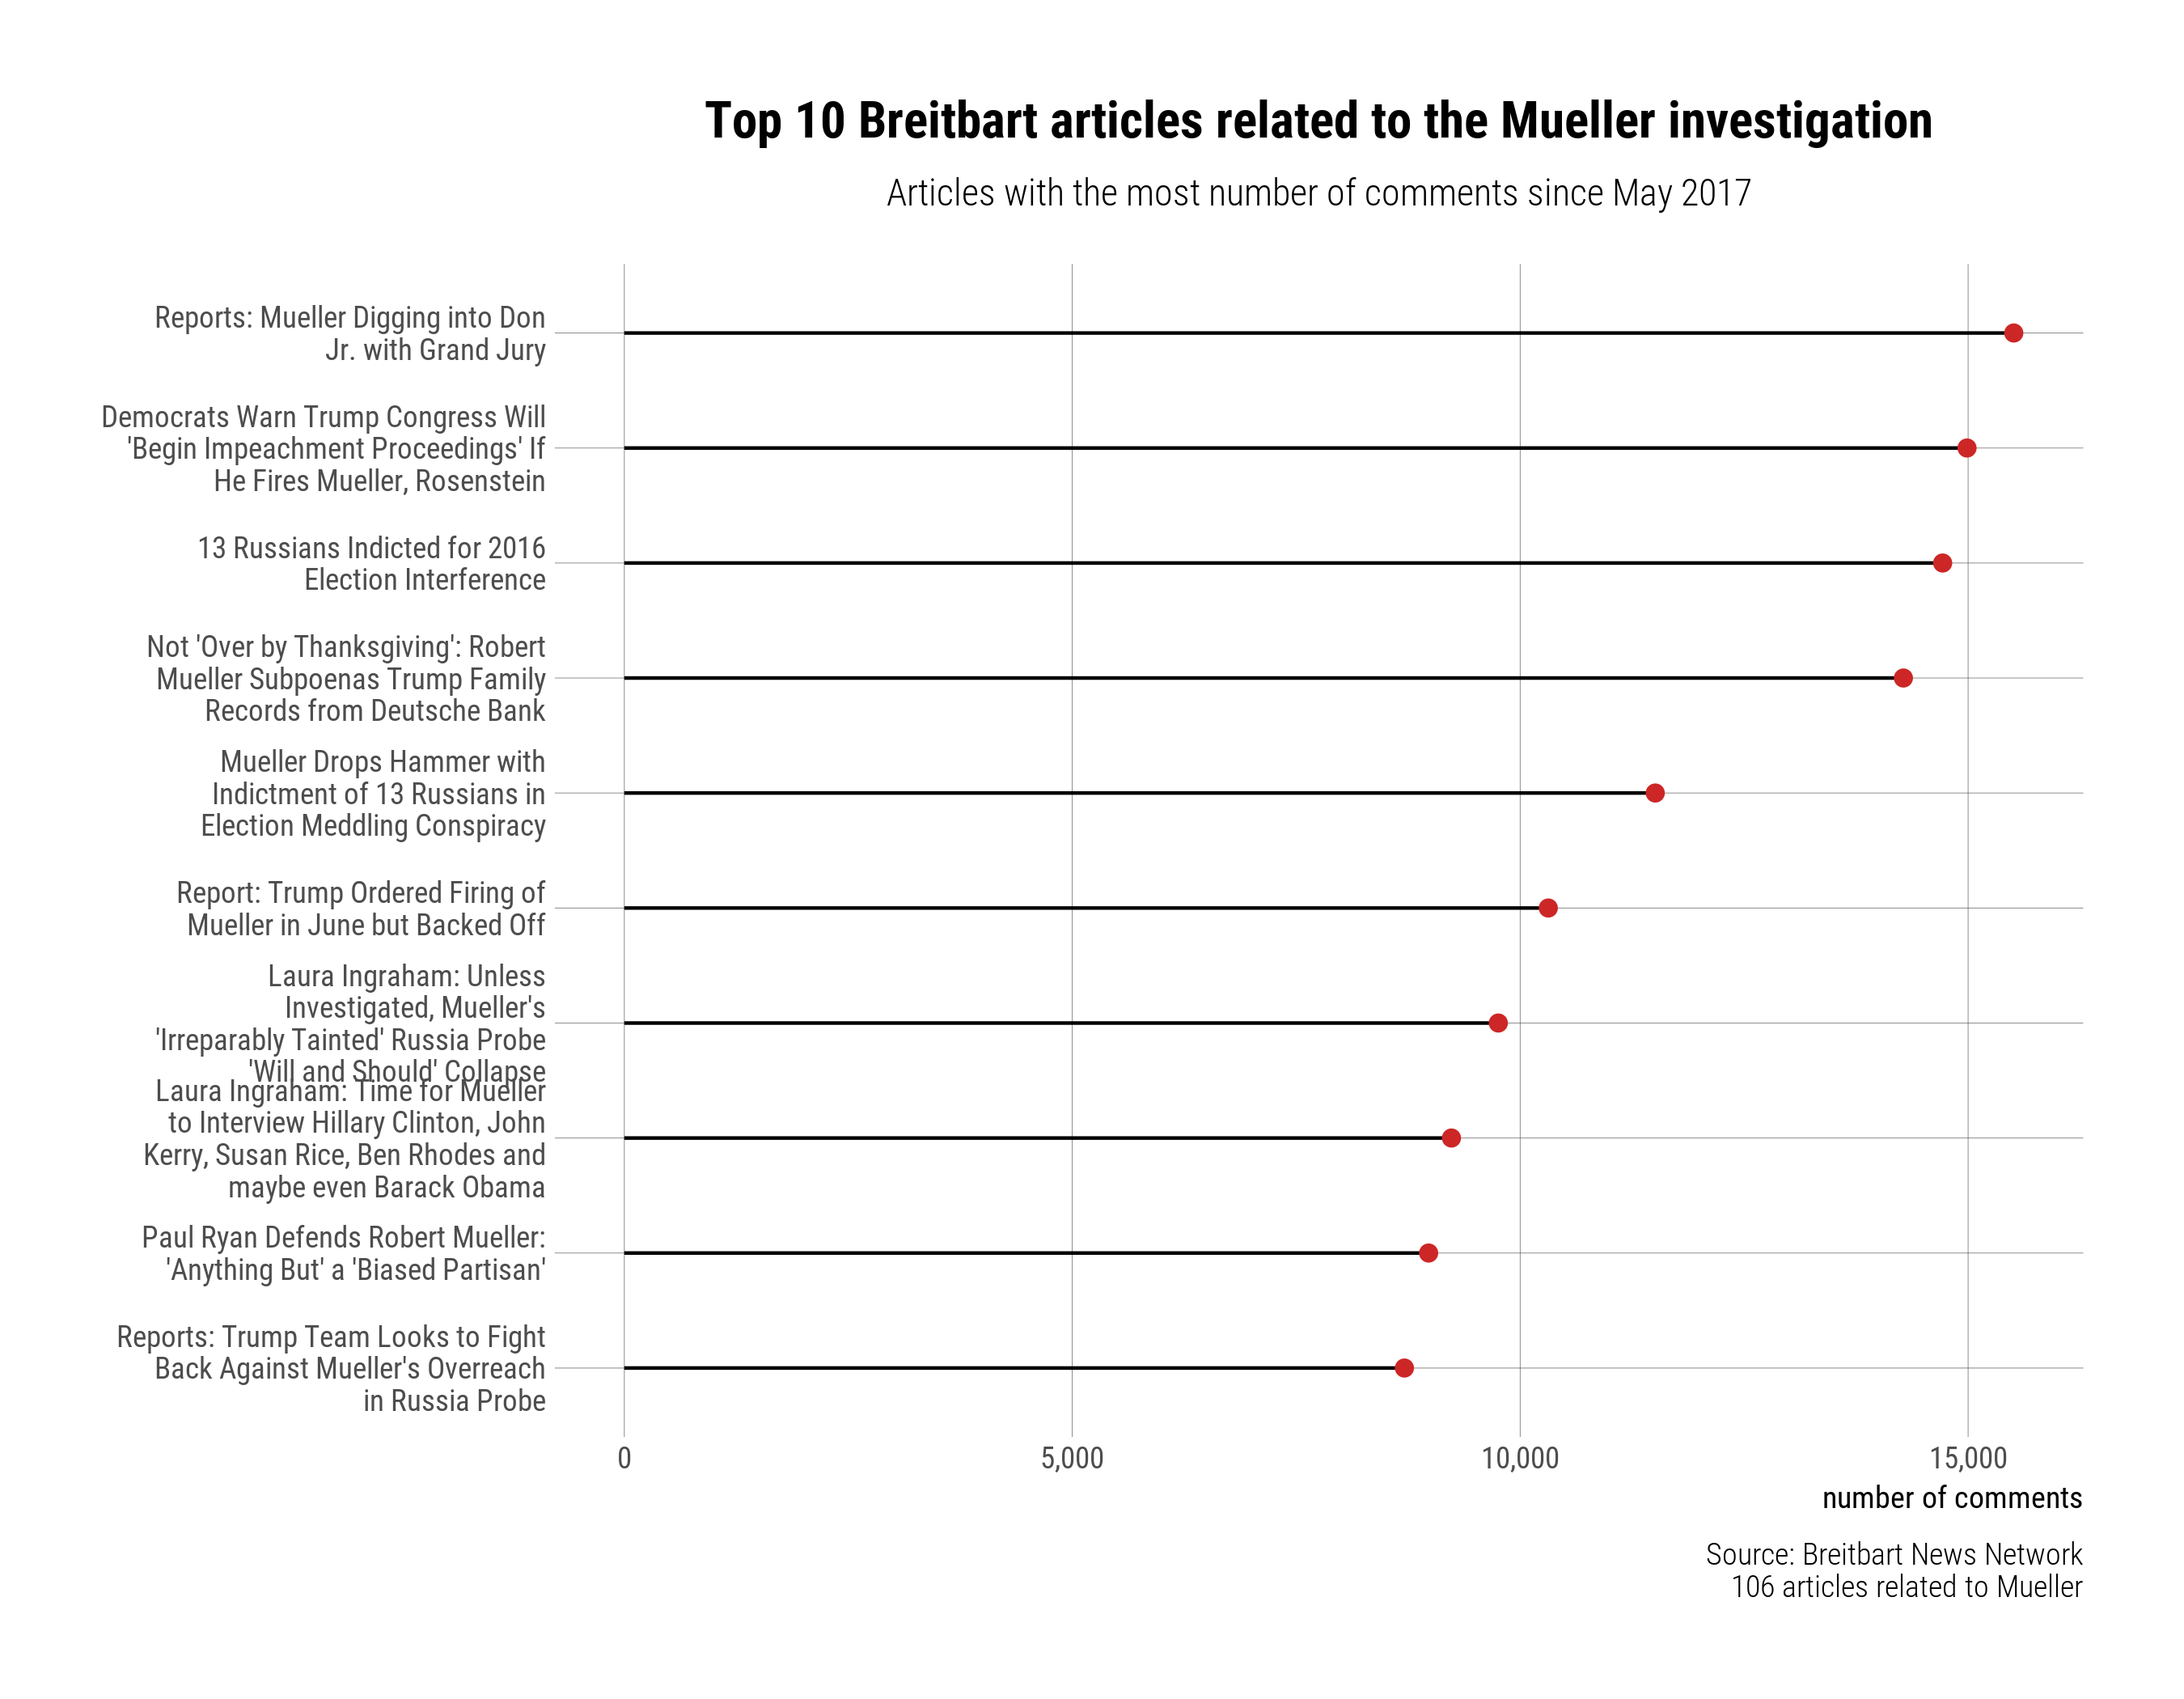 Top 10 Breitbart articles related to the Mueller investigation
Articles with the most number of comments since May 2017
Reports: Mueller Digging into Don
Jr. with Grand Jury
Democrats Warn Trump Congress Will
'Begin Impeachment Proceedings' If
He Fires Mueller, Rosenstein
13 Russians Indicted for 2016
Election Interference
Not 'Over by Thanksgiving': Robert
Mueller Subpoenas Trump Family
Records from Deutsche Bank
Mueller Drops Hammer with
Indictment of 13 Russians in
Election Meddling Conspiracy
Report: Trump Ordered Firing of
Mueller in June but Backed Off
Laura Ingraham: Unless
Investigated, Mueller's
'Irreparably Tainted' Russia Probe
'Will and Should' Collapse
Laura Ingraham: Time for Mueller
to Interview Hillary Clinton, John
Kerry, Susan Rice, Ben Rhodes and
maybe even Barack Obama
Paul Ryan Defends Robert Mueller:
'Anything But' a 'Biased Partisan'
Reports: Trump Team Looks to Fight
Back Against Mueller's Overreach
in Russia Probe
0 5,000 10,000 15,000
number of comments
Source: Breitbart News Network
106 articles related to Mueller